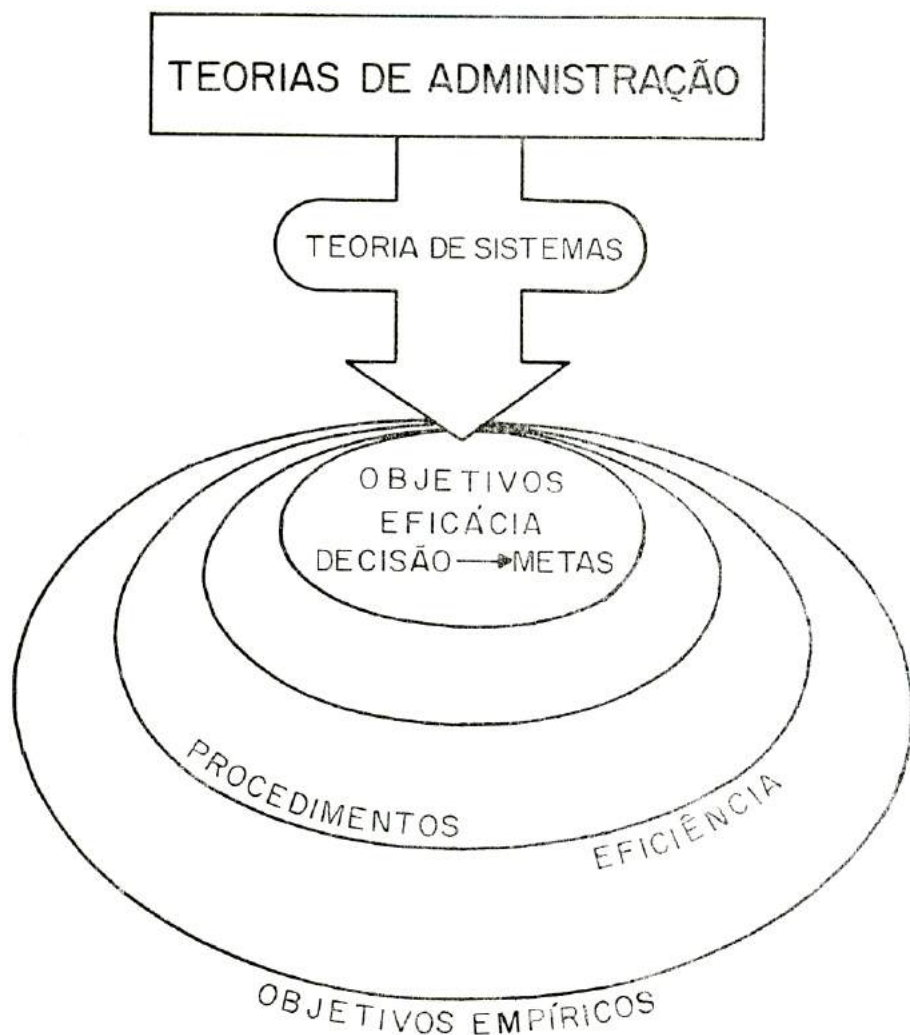 TEORIAS DE ADMINISTRAÇÃO
TEORIA DE SISTEMAS
OBJETIVOS
EFICÁCIA
DECISÃO → METAS
PROCEDIMENTOS
EFICIÊNCIA
OBJETIVOS EMPÍRICOS